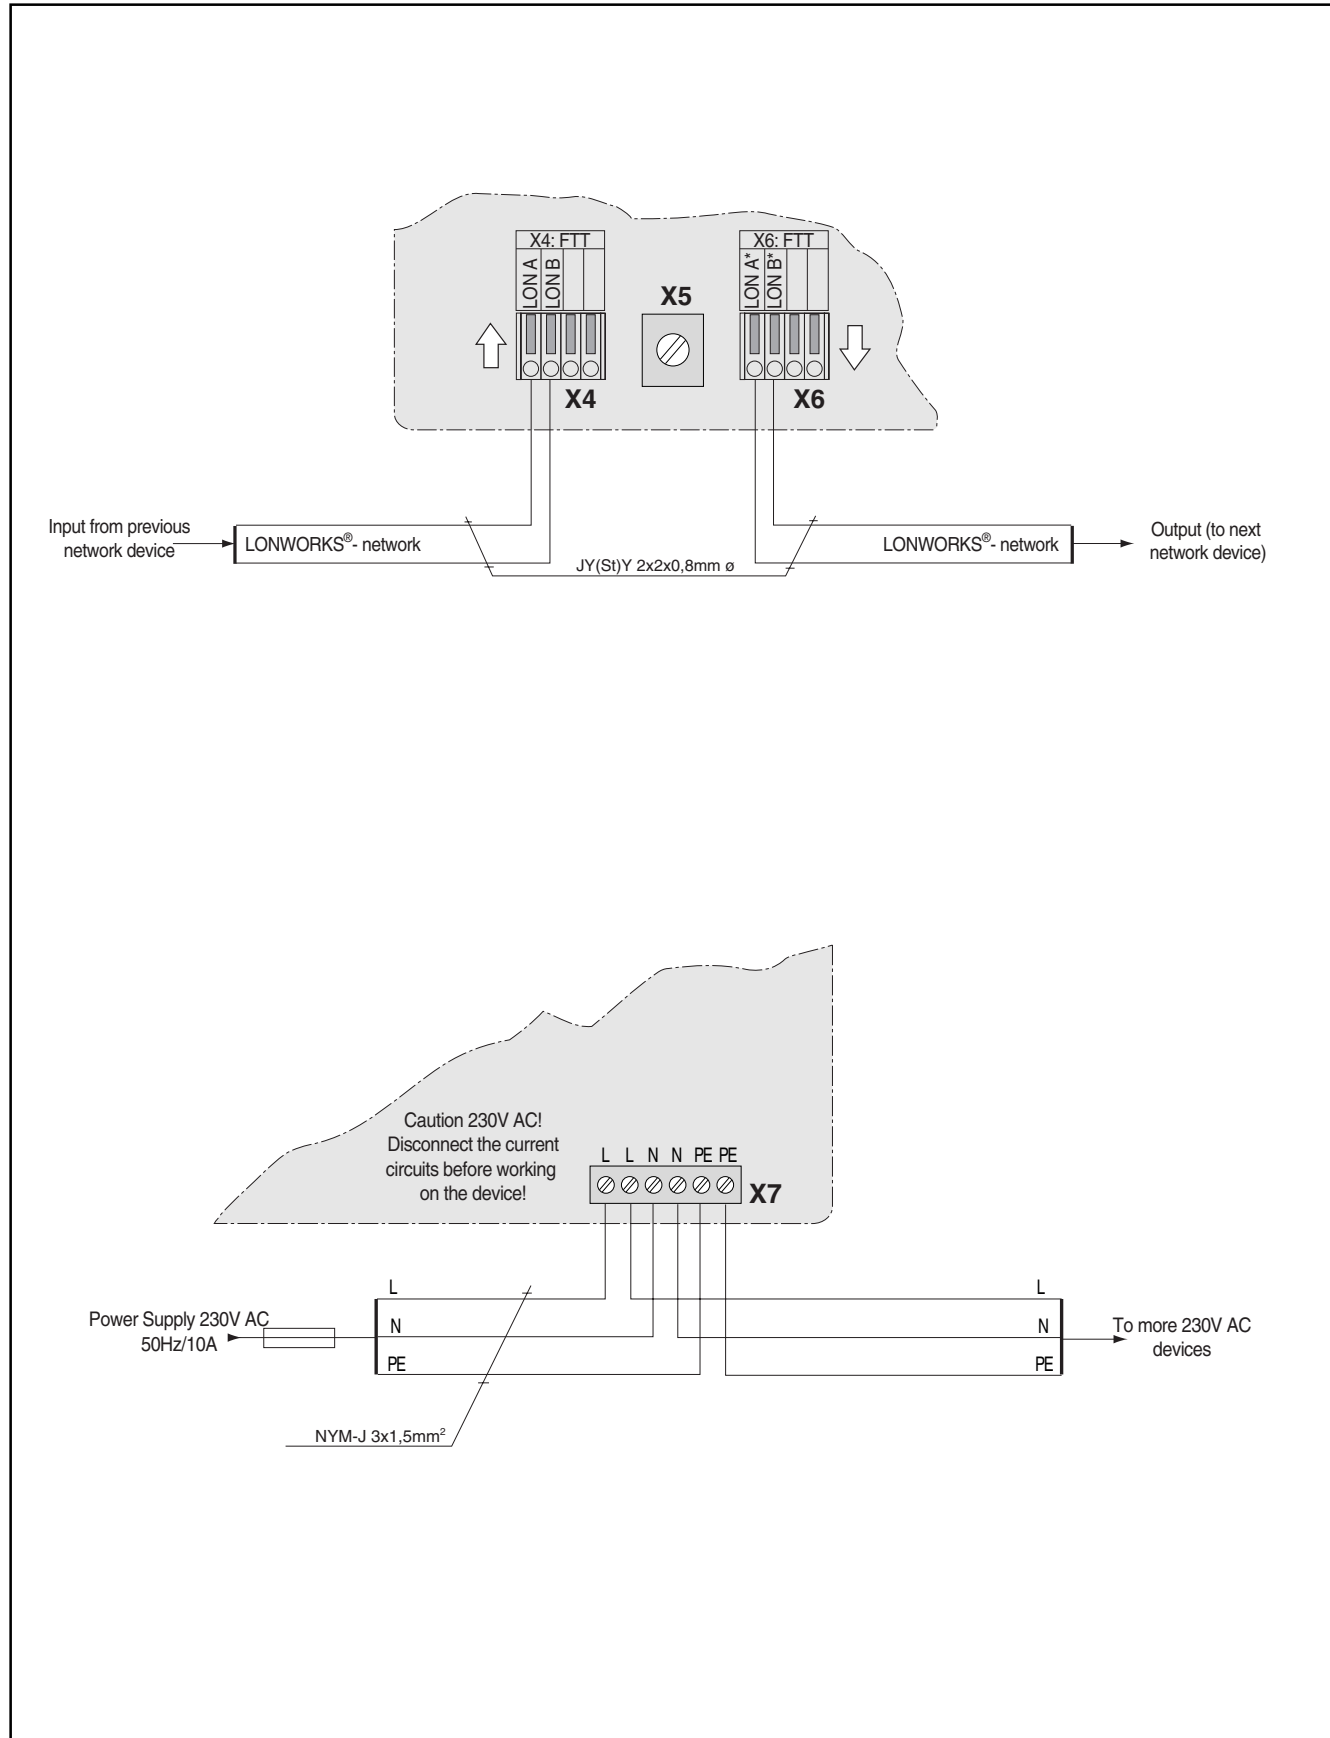 X4: FTT
X6: FTT
LON A
LON B
LON A*
LON B*
X5
X4
X6
Input from previous
network device
LONWORKS®- network
LONWORKS®- network
Output (to next
network device)
JY(St)Y 2x2x0,8mm ø
Caution 230V AC!
Disconnect the current
circuits before working
on the device!
L L N N PE PE
X7
L
L
Power Supply 230V AC
50Hz/10A
N
N
To more 230V AC
devices
PE
PE
NYM-J 3x1,5mm²